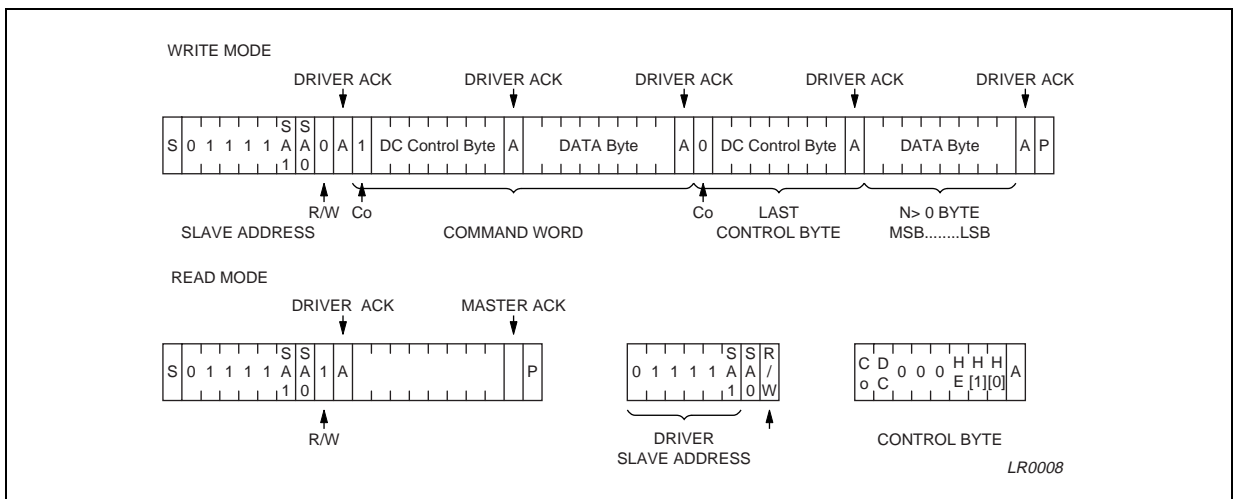 WRITE MODE
DRIVER ACK DRIVER ACK DRIVER ACK DRIVER ACK DRIVER ACK
S 0 1 1 1 1 SA1 SA0 0 A 1 DC Control Byte A DATA Byte A 0 DC Control Byte A DATA Byte A P
R/W Co Co LAST N> 0 BYTE
SLAVE ADDRESS COMMAND WORD CONTROL BYTE MSB........LSB
READ MODE
DRIVER ACK MASTER ACK
S 0 1 1 1 1 SA1 SA0 1 A P 0 1 1 1 1 SA1 SA0 R/W Co DC 0 0 0 HE H[1] H[0] A
R/W DRIVER CONTROL BYTE
SLAVE ADDRESS
LR0008